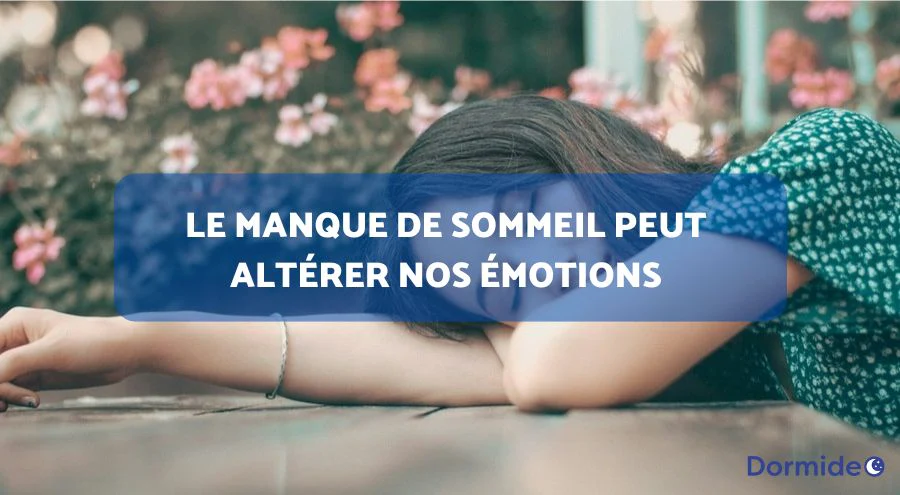 LE MANQUE DE SOMMEIL PEUT
ALTÉRER NOS ÉMOTIONS
Dormideo